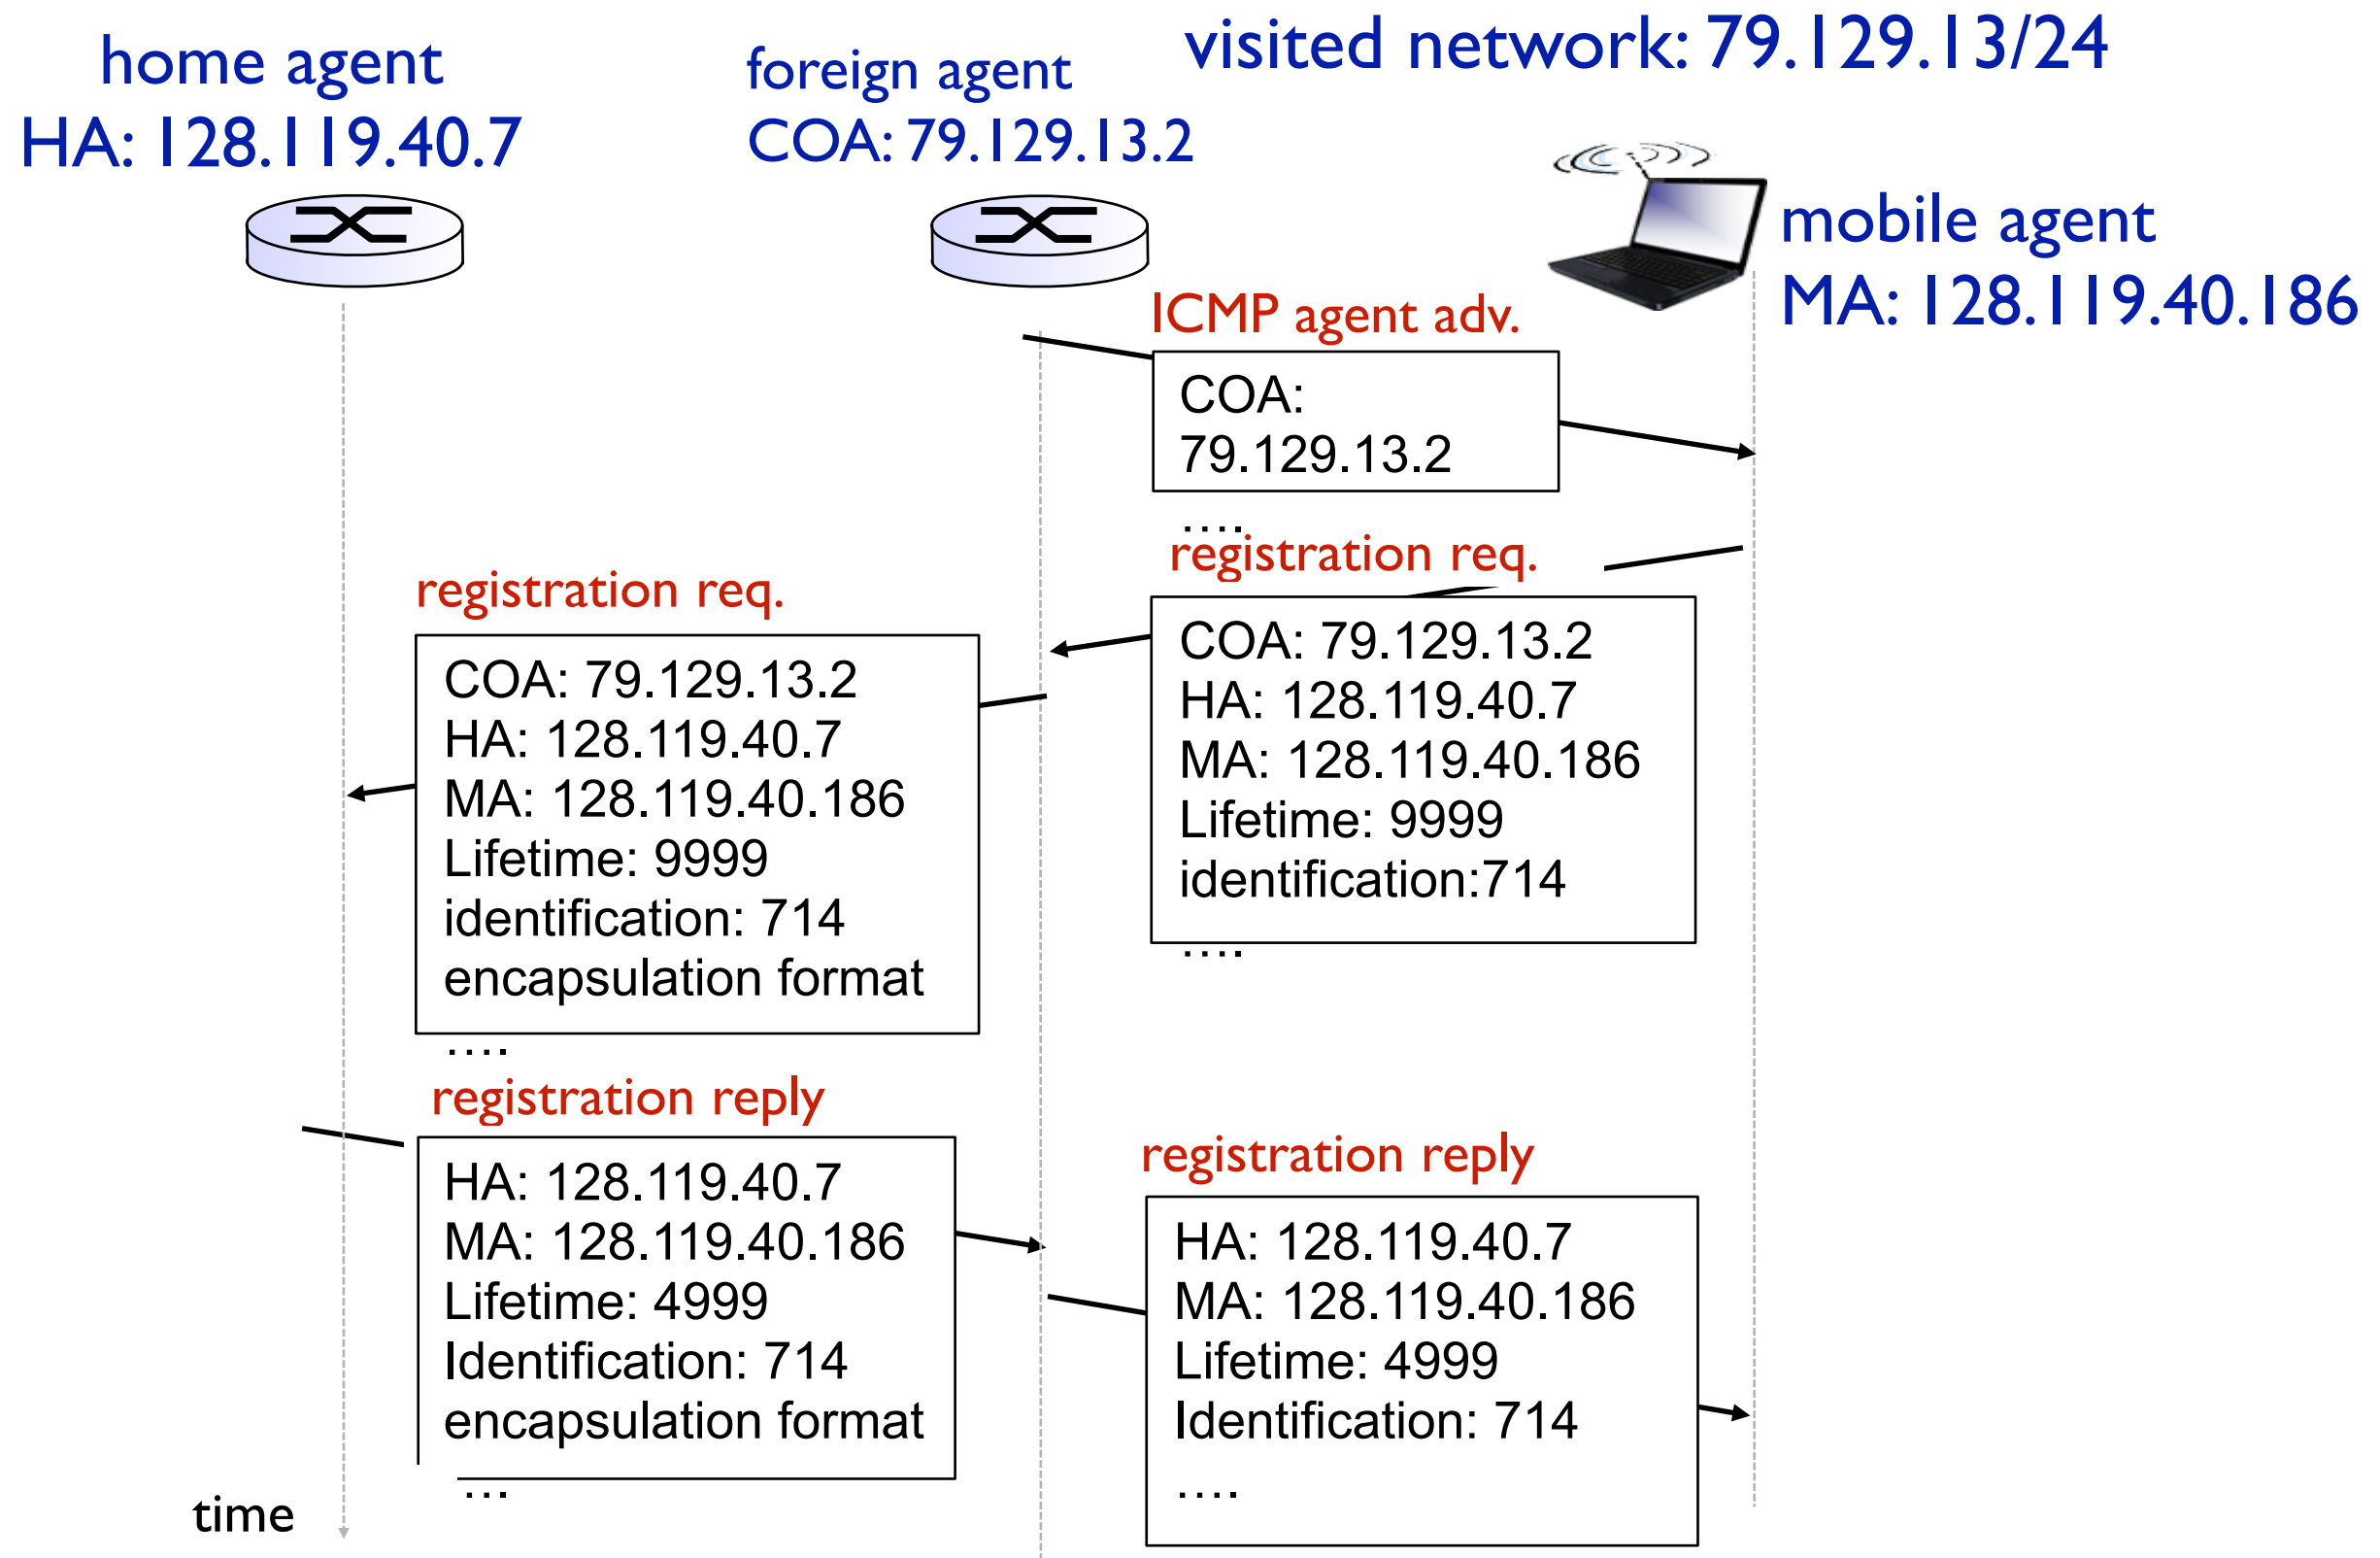 home agent
HA: 128.119.40.7
foreign agent
COA: 79.129.13.2
visited network: 79.129.13/24
mobile agent
MA: 128.119.40.186
ICMP agent adv.
COA:
79.129.13.2
....
registration req.
COA: 79.129.13.2
HA: 128.119.40.7
MA: 128.119.40.186
Lifetime: 9999
identification:714
....
registration req.
COA: 79.129.13.2
HA: 128.119.40.7
MA: 128.119.40.186
Lifetime: 9999
identification: 714
encapsulation format
....
registration reply
HA: 128.119.40.7
MA: 128.119.40.186
Lifetime: 4999
Identification: 714
encapsulation format
...
registration reply
HA: 128.119.40.7
MA: 128.119.40.186
Lifetime: 4999
Identification: 714
....
time